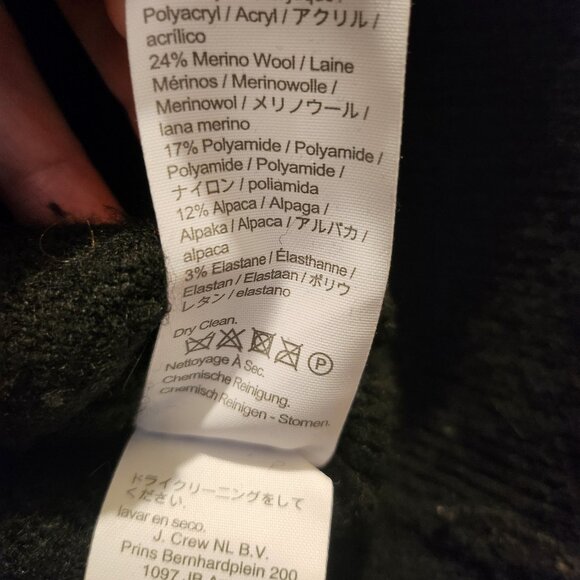 Polyacryl / Acryl / アクリル /
acrílico
24% Merino Wool / Laine
Mérinos / Merinowolle /
Merinowol / メリノウール /
lana merino
17% Polyamide / Polyamide /
Polyamide / Polyamide /
ナイロン / poliamida
12% Alpaca / Alpaga /
Alpaka / Alpaca / アルパカ /
alpaca
3% Elastane / Élasthanne /
Elastan / Elastaan / ポリウ
レタン / elastano
Dry Clean.
P
Nettoyage À Sec.
Chemische Reinigung.
Chemisch Reinigen - Stomen.
ドライクリーニングをして
ください.
lavar en seco.
J. Crew NL B.V.
Prins Bernhardplein 200
1097 JB